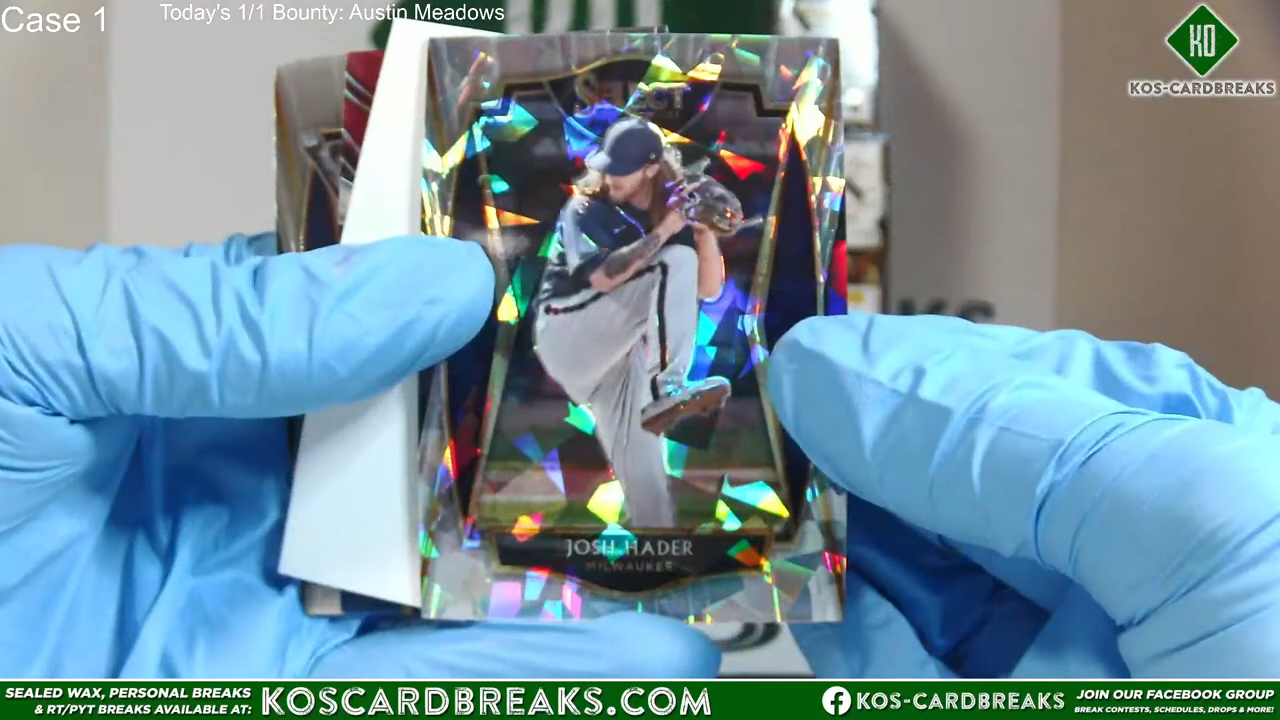 Case 1
Today's 1/1 Bounty: Austin Meadows
KO
KOS-CARDBREAKS
SELECT
JOSH HADER
MILWAUKEE
SEALED WAX, PERSONAL BREAKS
& RT/PYT BREAKS AVAILABLE AT:
KOSCARDBREAKS.COM
KOS-CARDBREAKS
JOIN OUR FACEBOOK GROUP
BREAK CONTESTS, SCHEDULES, DROPS & MORE!